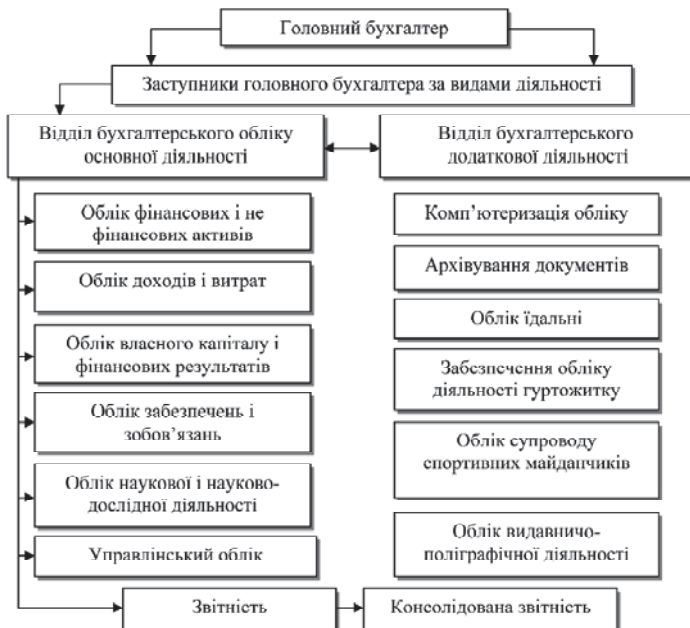 Головний бухгалтер
Заступники головного бухгалтера за видами діяльності
Відділ бухгалтерського обліку
основної діяльності
Відділ бухгалтерського
додаткової діяльності
Облік фінансових і не
фінансових активів
Облік доходів і витрат
Облік власного капіталу і
фінансових результатів
Облік забезпечень і
зобов’язань
Облік наукової і науково-
дослідної діяльності
Управлінський облік
Комп’ютеризація обліку
Архівування документів
Облік їдальні
Забезпечення обліку
діяльності гуртожитку
Облік супроводу
спортивних майданчиків
Облік видавничо-
поліграфічної діяльності
Звітність
Консолідована звітність